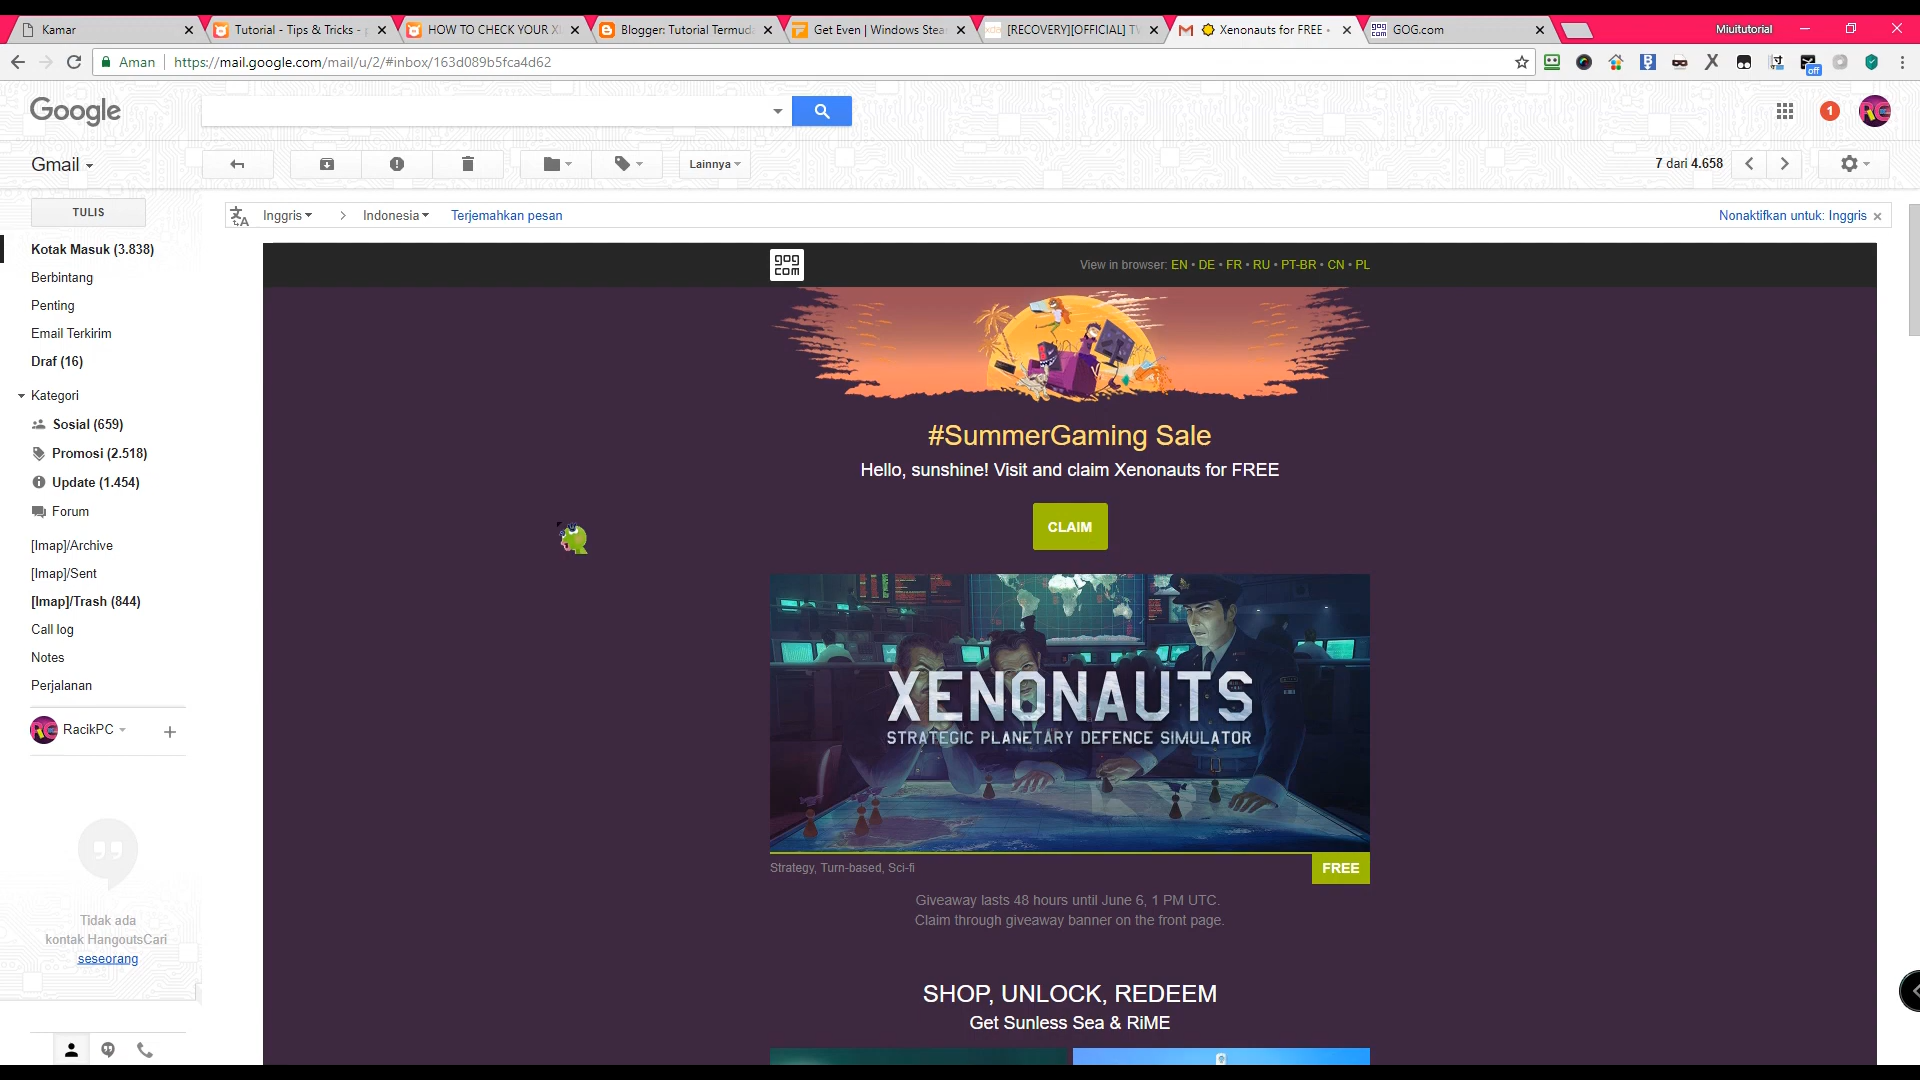 Kamar
Tutorial - Tips & Tricks -
HOW TO CHECK YOUR XI
Blogger: Tutorial Termud
Get Even | Windows Stea
[RECOVERY][OFFICIAL] TV
Xenonauts for FREE -
GOG.com
Miuitutorial
Aman
https://mail.google.com/mail/u/2/#inbox/163d089b5fca4d62
off
Google
1
RG
Gmail
Lainnya
7 dari 4.658
TULIS
Inggris
Indonesia
Terjemahkan pesan
Nonaktifkan untuk: Inggris
Kotak Masuk (3.838)
Berbintang
Penting
Email Terkirim
Draf (16)
Kategori
Sosial (659)
Promosi (2.518)
Update (1.454)
Forum
[Imap]/Archive
[Imap]/Sent
[Imap]/Trash (844)
Call log
Notes
Perjalanan
RG RacikPC
Tidak ada
kontak HangoutsCari
seseorang
gog
com
View in browser: EN • DE • FR • RU • PT-BR • CN • PL
#SummerGaming Sale
Hello, sunshine! Visit and claim Xenonauts for FREE
CLAIM
XENONAUTS
STRATEGIC PLANETARY DEFENCE SIMULATOR
Strategy, Turn-based, Sci-fi
FREE
Giveaway lasts 48 hours until June 6, 1 PM UTC.
Claim through giveaway banner on the front page.
SHOP, UNLOCK, REDEEM
Get Sunless Sea & RiME